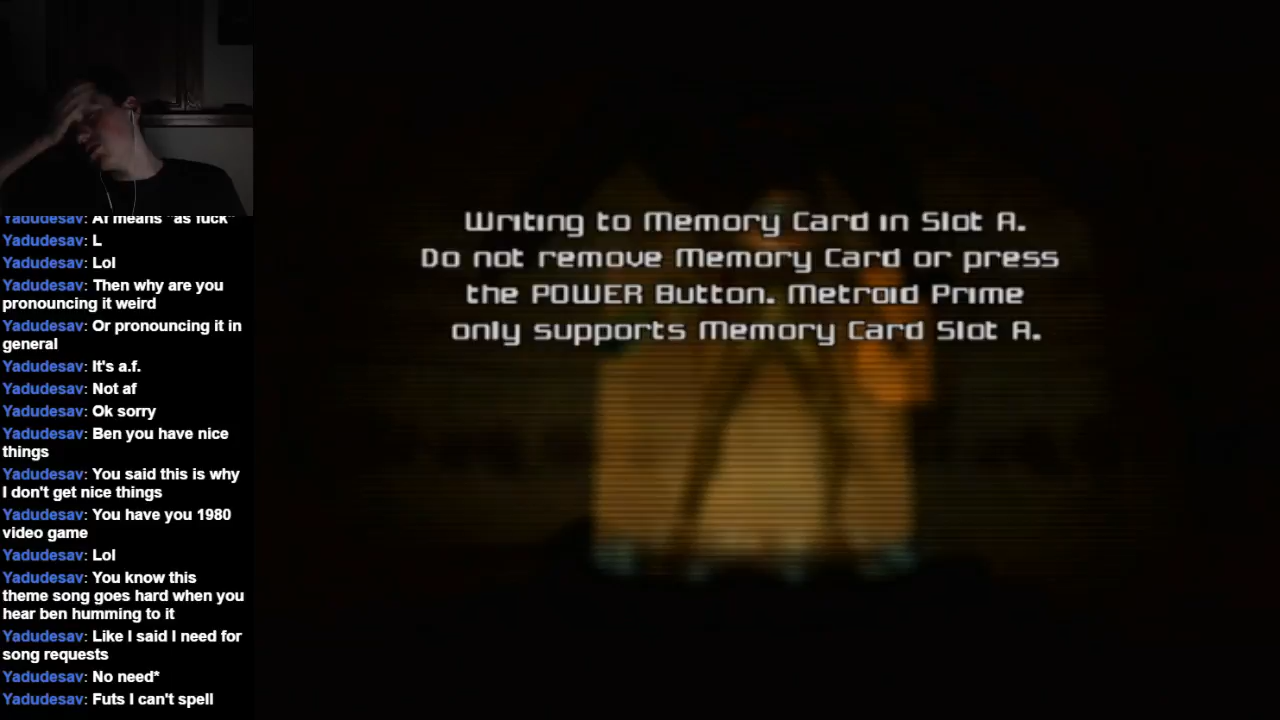 Yadudesav: Af means "as fuck"
Yadudesav: L
Yadudesav: Lol
Yadudesav: Then why are you
pronouncing it weird
Yadudesav: Or pronouncing it in
general
Yadudesav: It's a.f.
Yadudesav: Not af
Yadudesav: Ok sorry
Yadudesav: Ben you have nice
things
Yadudesav: You said this is why
I don't get nice things
Yadudesav: You have you 1980
video game
Yadudesav: Lol
Yadudesav: You know this
theme song goes hard when you
hear ben humming to it
Yadudesav: Like I said I need for
song requests
Yadudesav: No need*
Yadudesav: Futs I can't spell
Writing to Memory Card in Slot A.
Do not remove Memory Card or press
the POWER Button. Metroid Prime
only supports Memory Card Slot A.